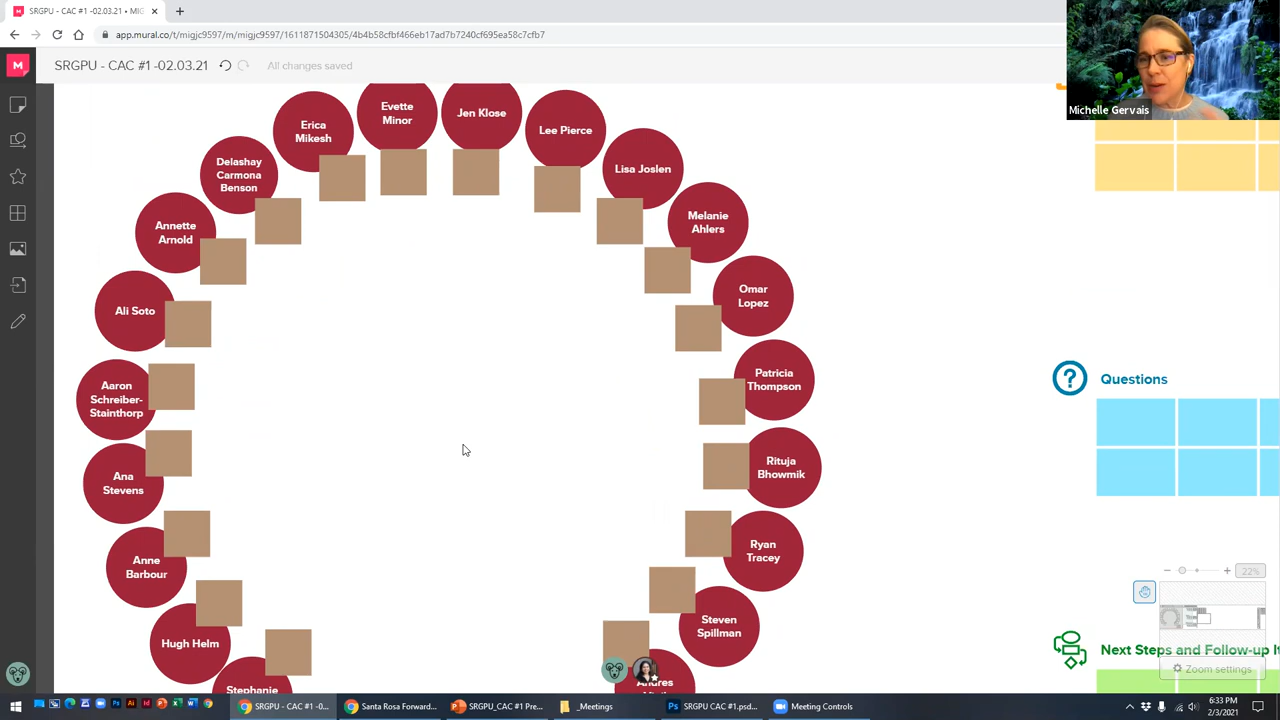 SRGPU - CAC #1 -02.03.21 • MIG
app.mural.co/t/migjc9597/m/migjc9597/1611871504305/4b4b58cfbf466eb17ad7b7240cf695ea58c7cfb7
SRGPU - CAC #1 -02.03.21
All changes saved
Michelle Gervais
Evette
Minor
Jen Klose
Erica
Mikesh
Lee Pierce
Delashay
Carmona
Benson
Lisa Joslen
Annette
Arnold
Melanie
Ahlers
Ali Soto
Omar
Lopez
Aaron
Schreiber-
Stainthorp
Patricia
Thompson
? Questions
Ana
Stevens
Rituja
Bhowmik
Anne
Barbour
Ryan
Tracey
22%
Hugh Helm
Steven
Spillman
Stephanie
Andres
Next Steps and Follow-up It
Zoom settings
SRGPU - CAC #1 -0...
Santa Rosa Forward...
SRGPU_CAC #1 Pre...
_Meetings
SRGPU CAC #1.psd...
Meeting Controls
6:33 PM
2/3/2021